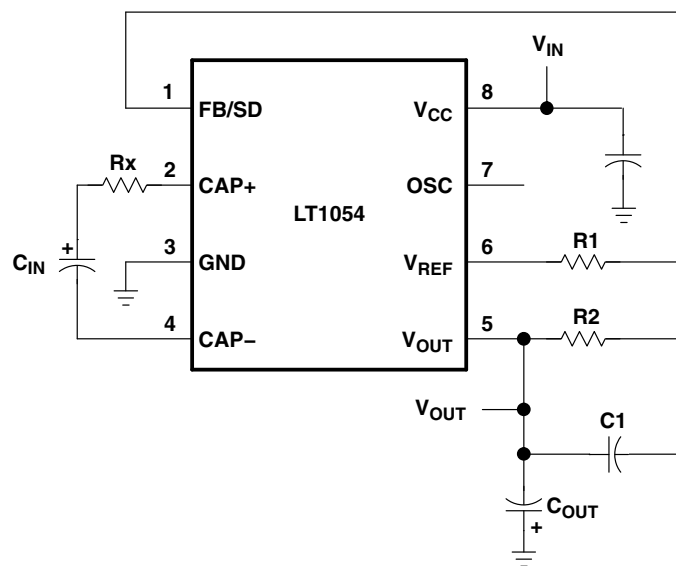 V_IN
1 FB/SD V_CC 8
Rx 2 CAP+ OSC 7
LT1054
+ C_IN 3 GND V_REF 6 R1
4 CAP− V_OUT 5 R2
V_OUT
C1
C_OUT
+